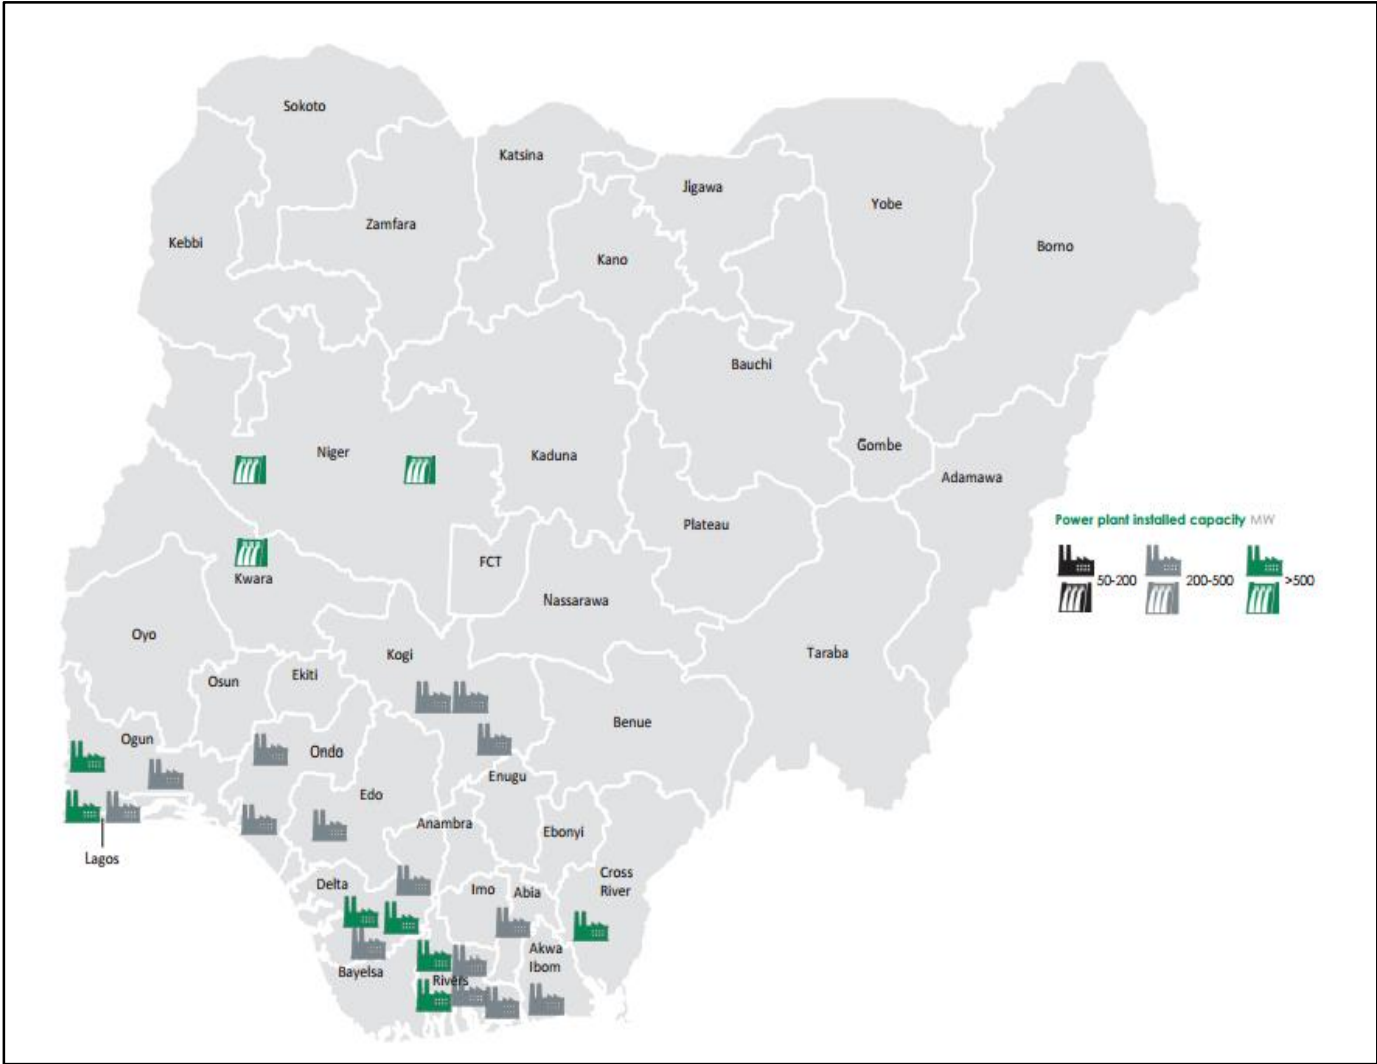 Sokoto
Katsina
Jigawa
Zamfara
Yobe
Kebbi
Kano
Borno
Bauchi
Niger
Kaduna
Gombe
Adamawa
Power plant installed capacity MW
Plateau
FCT
50-200
200-500
>500
Kwara
Nassarawa
Oyo
Kogi
Taraba
Osun
Ekiti
Benue
Ogun
Ondo
Enugu
Edo
Anambra
Ebonyi
Lagos
Cross
River
Delta
Imo
Abia
Akwa
Ibom
Bayelsa
Rivers